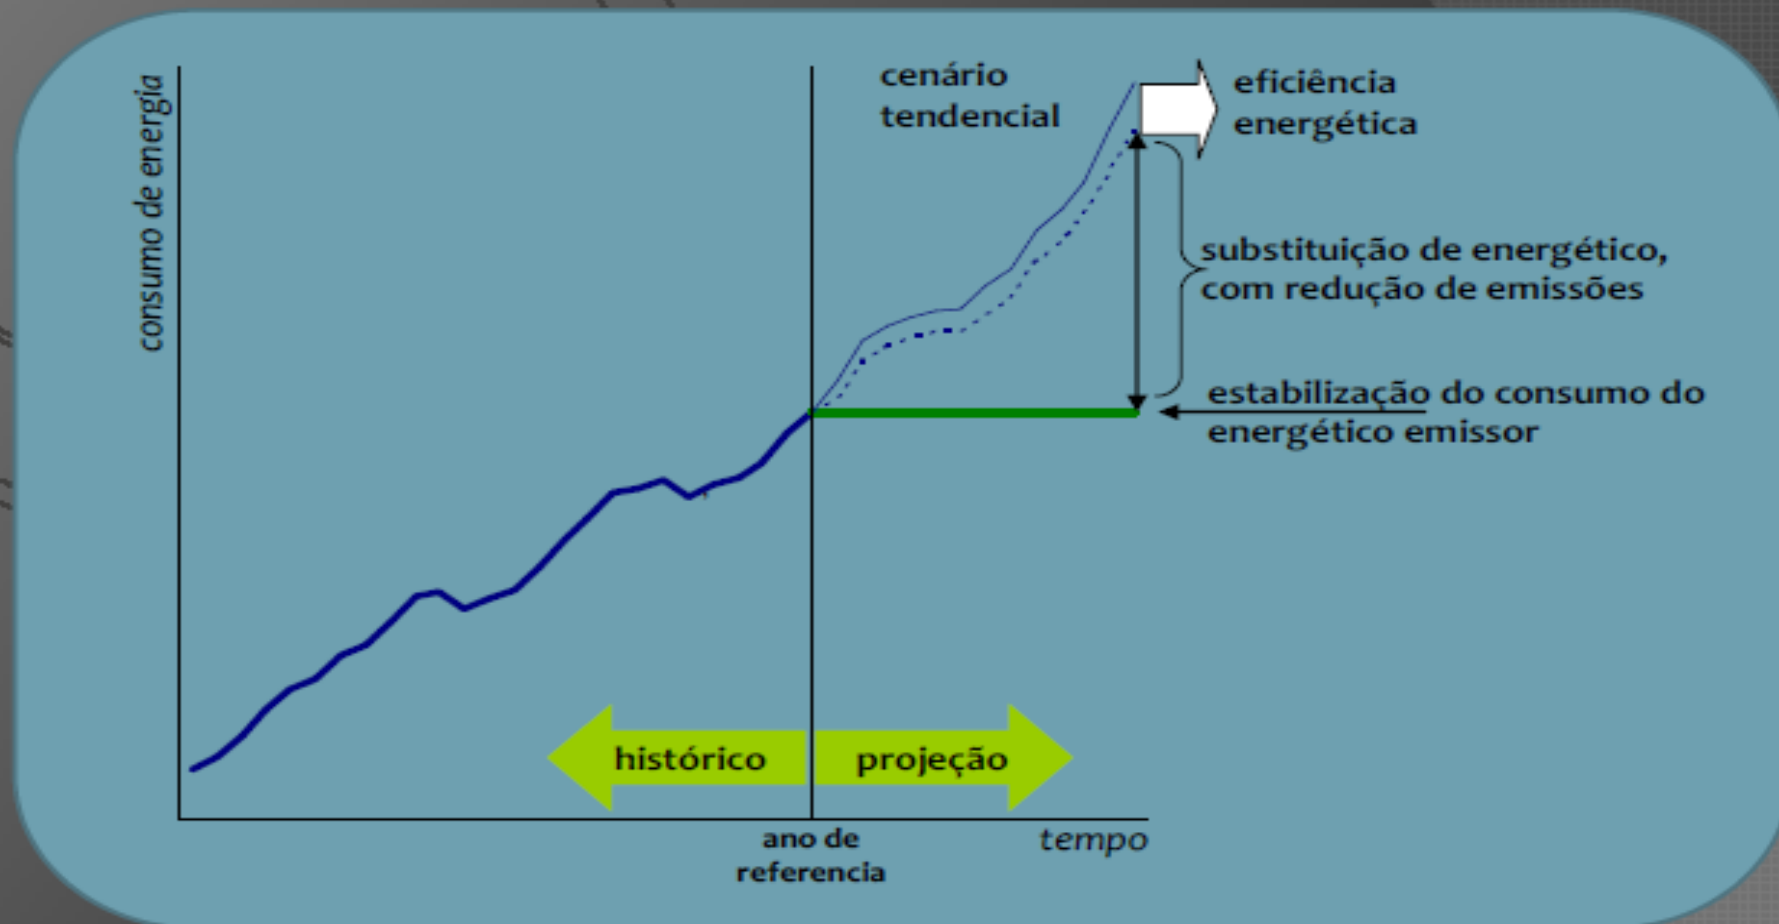 consumo de energia
cenário
tendencial
eficiência
energética
substituição de energético,
com redução de emissões
estabilização do consumo do
energético emissor
histórico
projeção
ano de
referencia
tempo